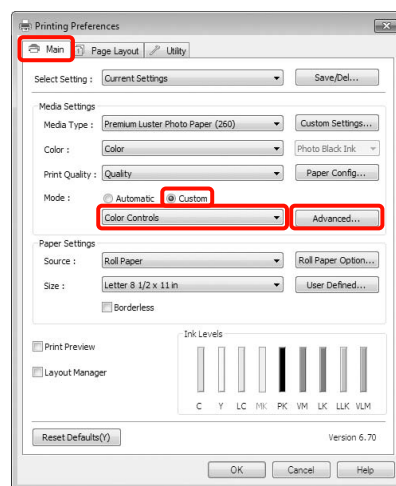 Printing Preferences
Main Page Layout Utility
Select Setting : Current Settings Save/Del...
Media Settings
Media Type : Premium Luster Photo Paper (260) Custom Settings...
Color : Color Photo Black Ink
Print Quality : Quality Paper Config...
Mode : Automatic Custom
Color Controls Advanced...
Paper Settings
Source : Roll Paper Roll Paper Option...
Size : Letter 8 1/2 x 11 in User Defined...
Borderless
Ink Levels
Print Preview
Layout Manager
C Y LC MK PK VM LK LLK VLM
Reset Defaults(Y) Version 6.70
OK Cancel Help